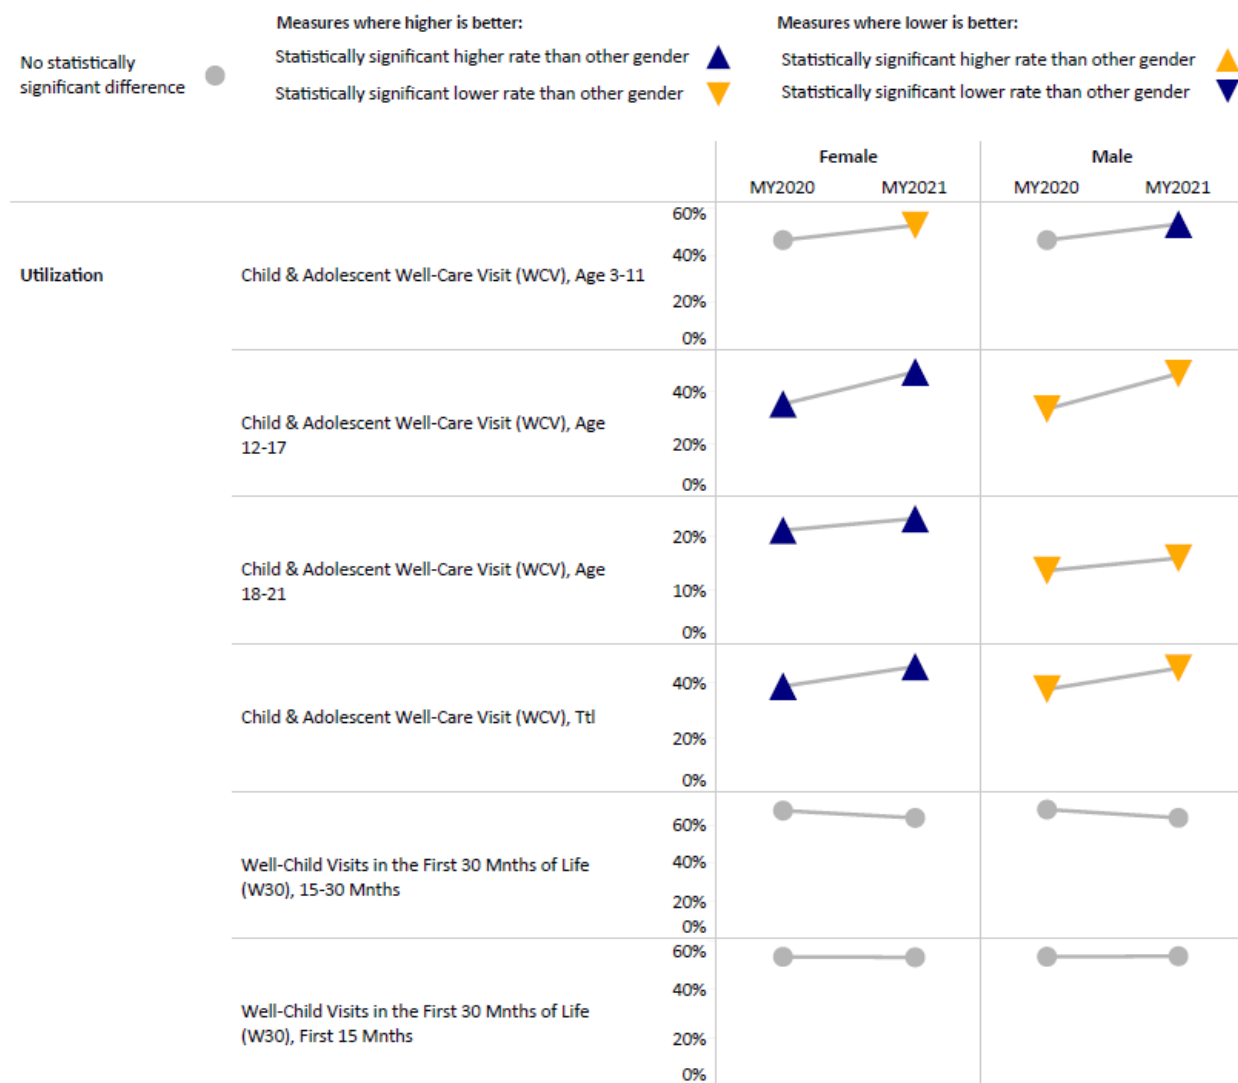 Measures where higher is better:
Measures where lower is better:
No statistically
significant difference
Statistically significant higher rate than other gender
Statistically significant lower rate than other gender
Statistically significant higher rate than other gender
Statistically significant lower rate than other gender
Female
Male
MY2020
MY2021
MY2020
MY2021
Utilization
Child & Adolescent Well-Care Visit (WCV), Age 3-11
60%
40%
20%
0%
Child & Adolescent Well-Care Visit (WCV), Age
12-17
40%
20%
0%
Child & Adolescent Well-Care Visit (WCV), Age
18-21
20%
10%
0%
Child & Adolescent Well-Care Visit (WCV), Ttl
40%
20%
0%
Well-Child Visits in the First 30 Mnths of Life
(W30), 15-30 Mnths
60%
40%
20%
0%
Well-Child Visits in the First 30 Mnths of Life
(W30), First 15 Mnths
60%
40%
20%
0%